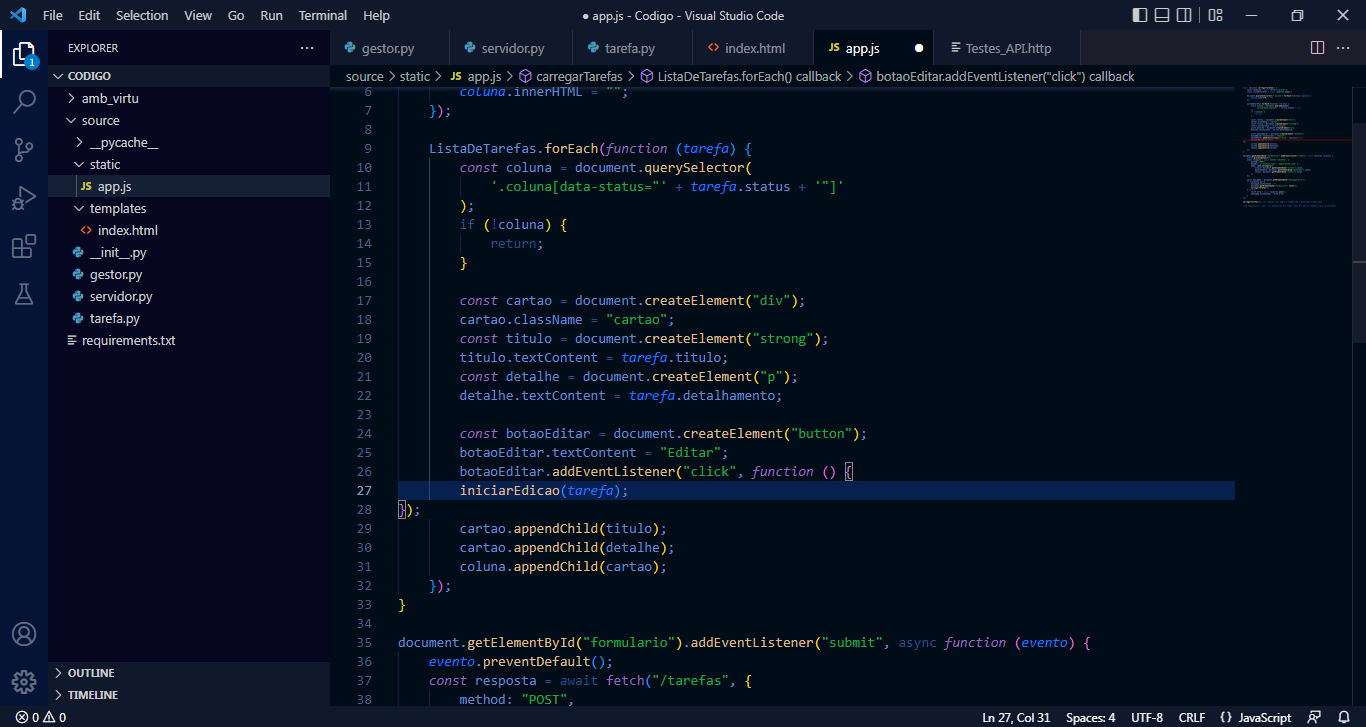 File Edit Selection View Go Run Terminal Help
● app.js - Codigo - Visual Studio Code
EXPLORER
gestor.py servidor.py tarefa.py index.html JS app.js Testes_API.http
CODIGO
amb_virtu
source
__pycache__
static
JS app.js
templates
index.html
__init__.py
gestor.py
servidor.py
tarefa.py
requirements.txt
OUTLINE
TIMELINE
1
source > static > JS app.js > carregarTarefas > ListaDeTarefas.forEach() callback > botaoEditar.addEventListener("click") callback
6 coluna.innerHTML = "";
7 });
8
9 ListaDeTarefas.forEach(function (tarefa) {
10 const coluna = document.querySelector(
11 '.coluna[data-status="' + tarefa.status + '"]'
12 );
13 if (!coluna) {
14 return;
15 }
16
17 const cartao = document.createElement("div");
18 cartao.className = "cartao";
19 const titulo = document.createElement("strong");
20 titulo.textContent = tarefa.titulo;
21 const detalhe = document.createElement("p");
22 detalhe.textContent = tarefa.detalhamento;
23
24 const botaoEditar = document.createElement("button");
25 botaoEditar.textContent = "Editar";
26 botaoEditar.addEventListener("click", function () {
27 iniciarEdicao(tarefa);
28 });
29 cartao.appendChild(titulo);
30 cartao.appendChild(detalhe);
31 coluna.appendChild(cartao);
32 });
33 }
34
35 document.getElementById("formulario").addEventListener("submit", async function (evento) {
36 evento.preventDefault();
37 const resposta = await fetch("/tarefas", {
38 method: "POST",
0 0
Ln 27, Col 31 Spaces: 4 UTF-8 CRLF {} JavaScript